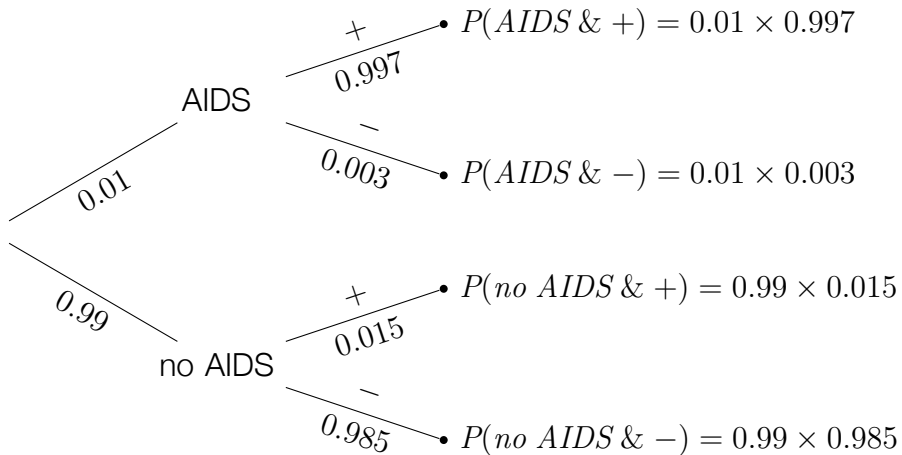 +
P(AIDS & +) = 0.01 × 0.997
0.997
AIDS
−
0.003
P(AIDS & −) = 0.01 × 0.003
0.01
0.99
+
P(no AIDS & +) = 0.99 × 0.015
0.015
no AIDS
−
0.985
P(no AIDS & −) = 0.99 × 0.985